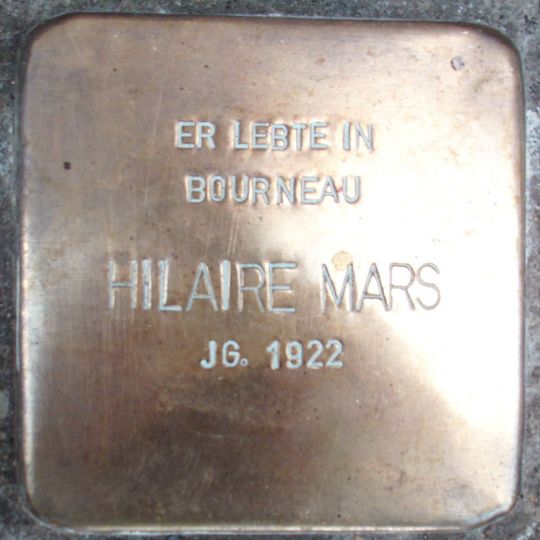 ER LEBTE IN
BOURNEAU
HILAIRE MARS
JG. 1922